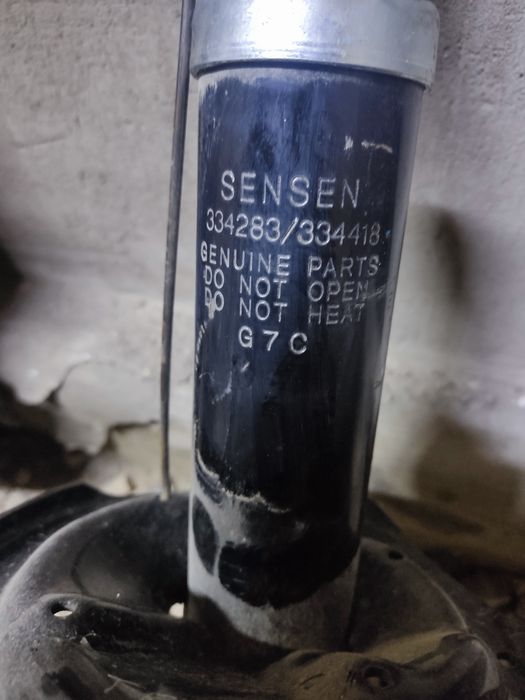 SENSEN
334283/334418
GENUINE PARTS
DO NOT OPEN
DO NOT HEAT
G7C